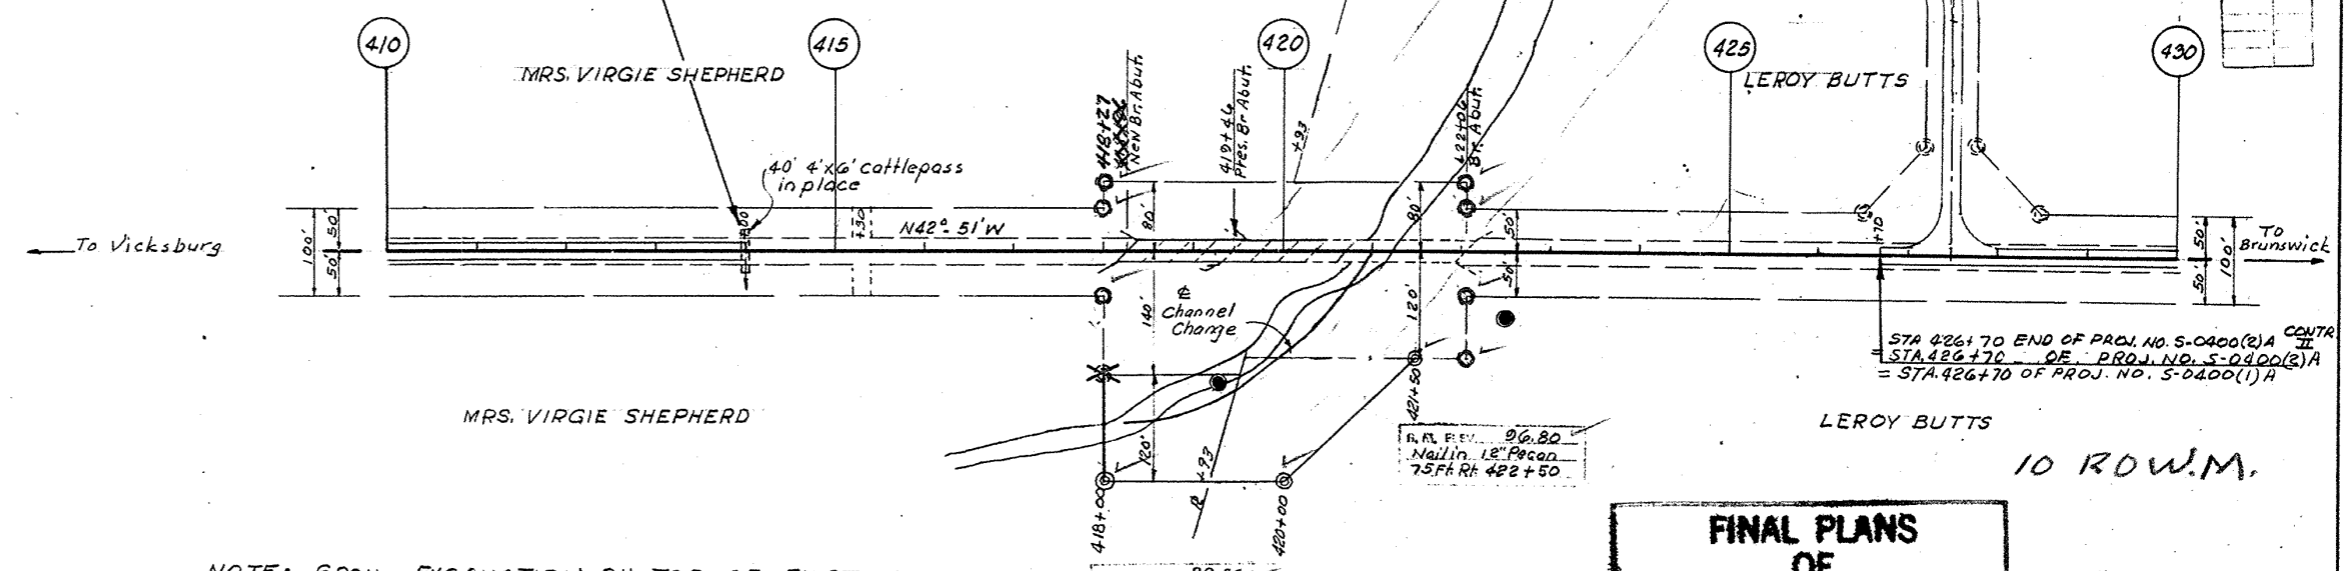 410
415
420
425
430
MRS. VIRGIE SHEPHERD
LEROY BUTTS
418+27
New Br. Abut.
419+46
Pres. Br. Abut.
+93
422+06
Br. Abut.
40' 4'x6' cattlepass
in place
+30
N42°-51'W
80'
80'
+70
To Vicksburg
100'
50'
50'
50'
50'
50'
50'
100'
To
Brunswick
140'
120'
℄
Channel
Change
STA 426+70 END OF PROJ. NO. S-0400(2)A CONTR II
= STA. 426+70 OF PROJ. NO. S-0400(2)A
= STA. 426+70 OF PROJ. NO. S-0400(1)A
MRS. VIRGIE SHEPHERD
LEROY BUTTS
421+50
120'
+93
B.M. ELEV. 96.80
Nail in 12" Pecan
75 Ft. Rt. 422+50
10 R.O.W.M.
418+00
420+00
FINAL PLANS
OF